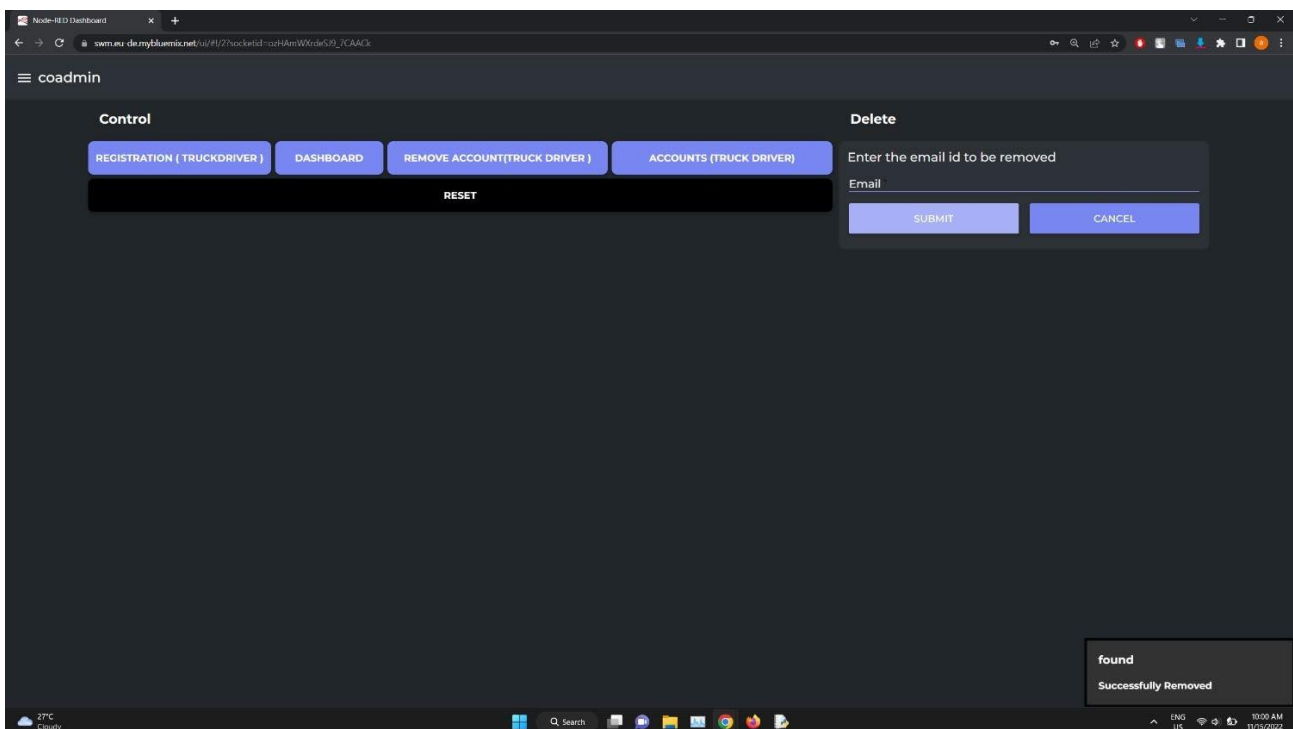 Node-RED Dashboard
swm.eu-de.mybluemix.net/ui/#!/2?socketid=
coadmin
Control
REGISTRATION ( TRUCKDRIVER ) DASHBOARD REMOVE ACCOUNT(TRUCK DRIVER ) ACCOUNTS (TRUCK DRIVER)
RESET
Delete
Enter the email id to be removed
Email
SUBMIT CANCEL
found
Successfully Removed
27°C
Cloudy
Search
ENG
US
10:00 AM
11/15/2022